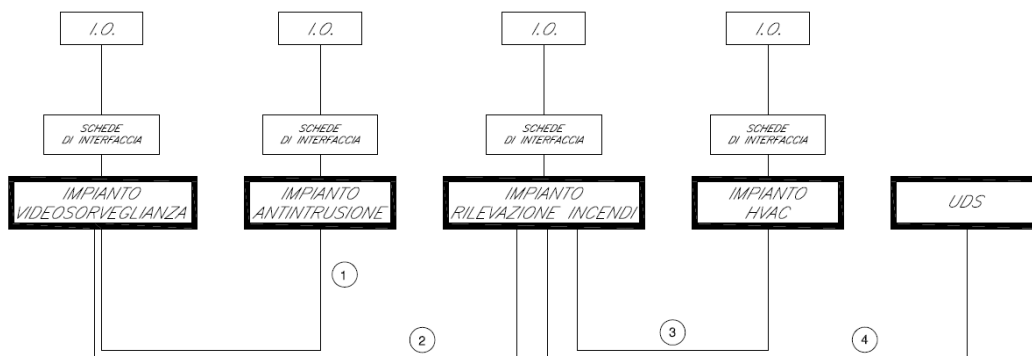 I.O.
I.O.
I.O.
I.O.
SCHEDE
DI INTERFACCIA
SCHEDE
DI INTERFACCIA
SCHEDE
DI INTERFACCIA
SCHEDE
DI INTERFACCIA
IMPIANTO
VIDEOSORVEGLIANZA
IMPIANTO
ANTINTRUSIONE
IMPIANTO
RILEVAZIONE INCENDI
IMPIANTO
HVAC
UDS
1
2
3
4